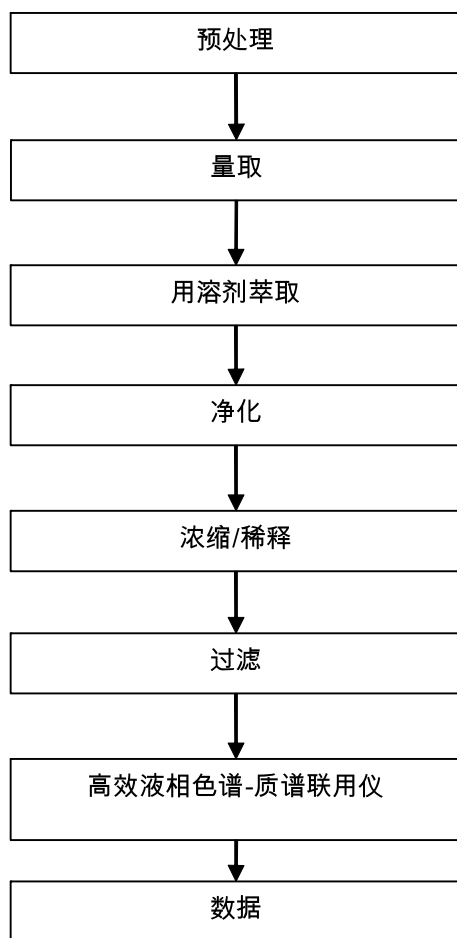 预处理
量取
用溶剂萃取
净化
浓缩/稀释
过滤
高效液相色谱-质谱联用仪
数据